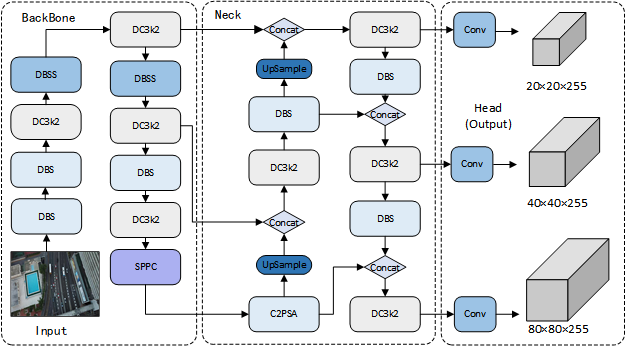 BackBone
DBSS
DC3k2
DBS
DBS
Input
DC3k2
DBSS
DC3k2
DBS
DC3k2
SPPC
Neck
Concat
UpSample
DBS
DC3k2
Concat
UpSample
C2PSA
DC3k2
DBS
Concat
DC3k2
DBS
Concat
DC3k2
Conv
20×20×255
Head
(Output)
Conv
40×40×255
Conv
80×80×255